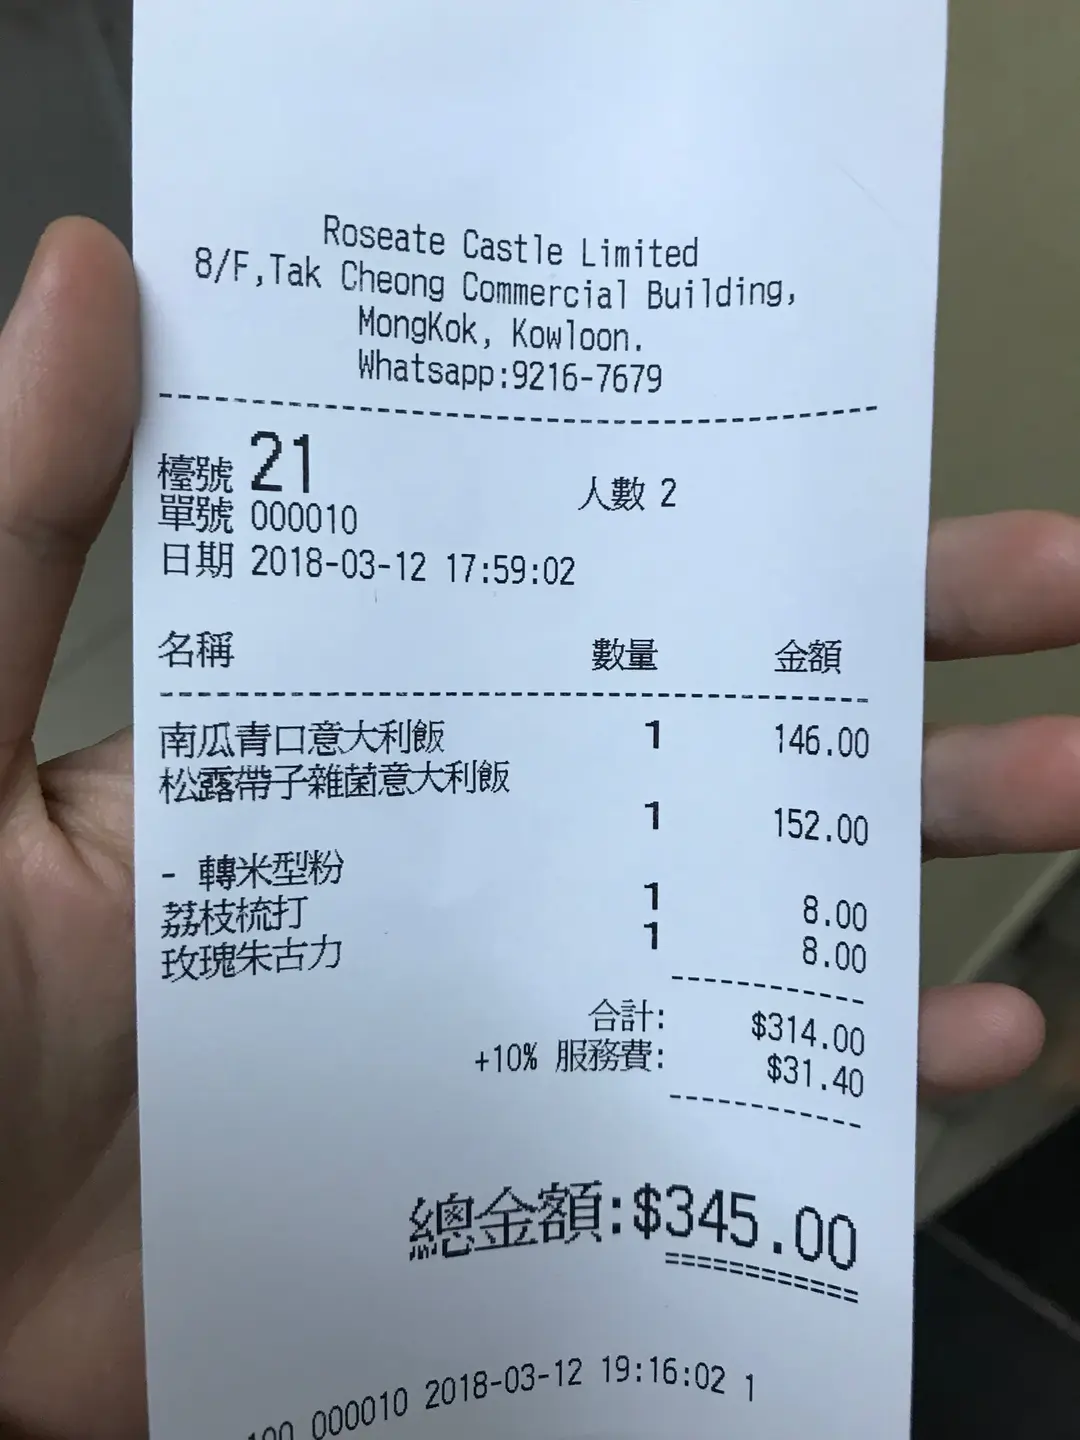 Roseate Castle Limited
8/F,Tak Cheong Commercial Building,
MongKok, Kowloon.
Whatsapp:9216-7679
檯號 21 人數 2
單號 000010
日期 2018-03-12 17:59:02
名稱 數量 金額
南瓜青口意大利飯 1 146.00
松露帶子雜菌意大利飯
1 152.00
- 轉米型粉
荔枝梳打 1 8.00
玫瑰朱古力 1 8.00
合計: $314.00
+10% 服務費: $31.40
總金額:$345.00
000010 2018-03-12 19:16:02 1